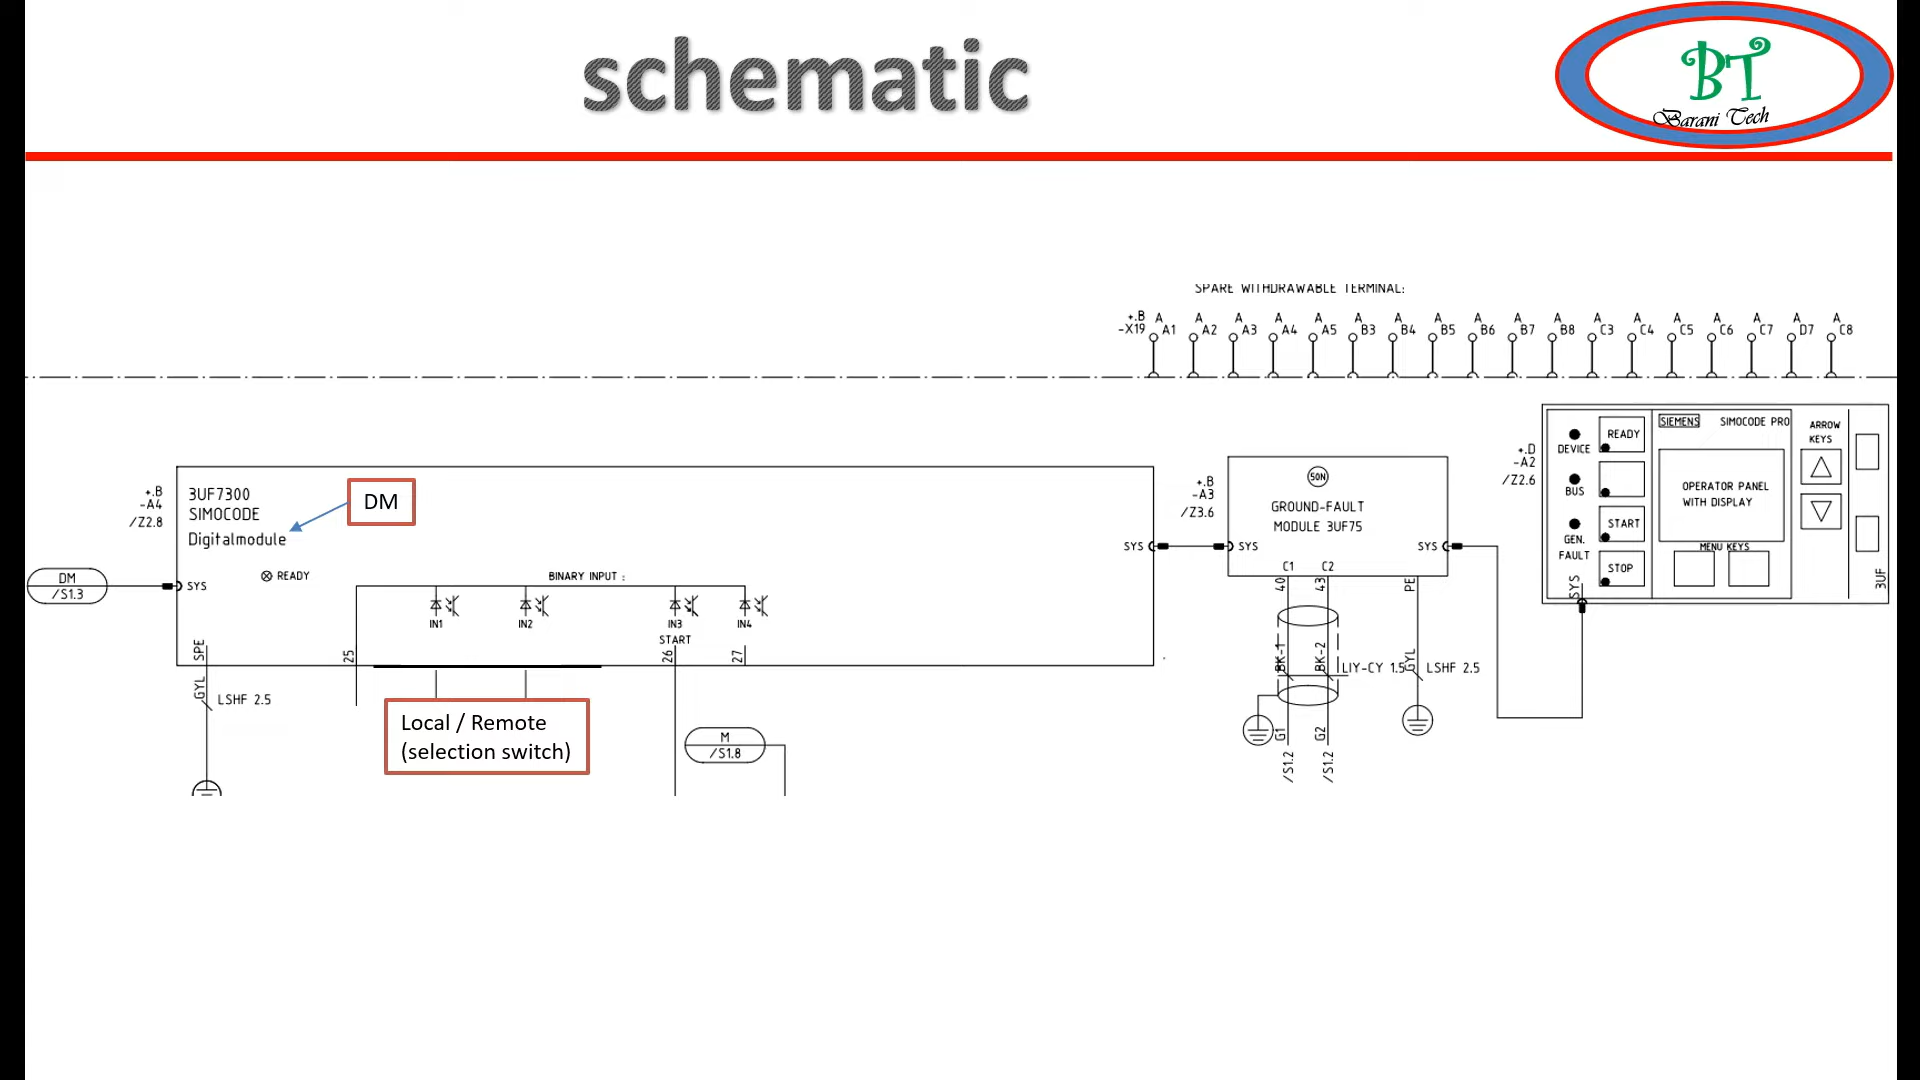 schematic
BT
Barani Tech
SPARE WITHDRAWABLE TERMINAL:
+.B
-X19
A A A A A A A A A A A A A A A A A A
A1 A2 A3 A4 A5 B3 B4 B5 B6 B7 B8 C3 C4 C5 C6 C7 D7 C8
+.B
-A4
/Z2.8
3UF7300
SIMOCODE
Digitalmodule
DM
READY
DM
/S1.3
SYS
BINARY INPUT :
IN1
IN2
IN3
START
IN4
SPE
25
26
27
GYL
LSHF 2.5
Local / Remote
(selection switch)
M
/S1.8
SYS
+.B
-A3
/Z3.6
50N
GROUND-FAULT
MODULE 3UF75
SYS
SYS
C1
C2
40
43
PE
BK-1
BK-2
LIY-CY 1.5
GYL
LSHF 2.5
G1
G2
/S1.2
/S1.2
+.D
-A2
/Z2.6
DEVICE
BUS
GEN.
FAULT
SYS
READY
START
STOP
SIEMENS
SIMOCODE PRO
OPERATOR PANEL
WITH DISPLAY
MENU KEYS
ARROW
KEYS
3UF